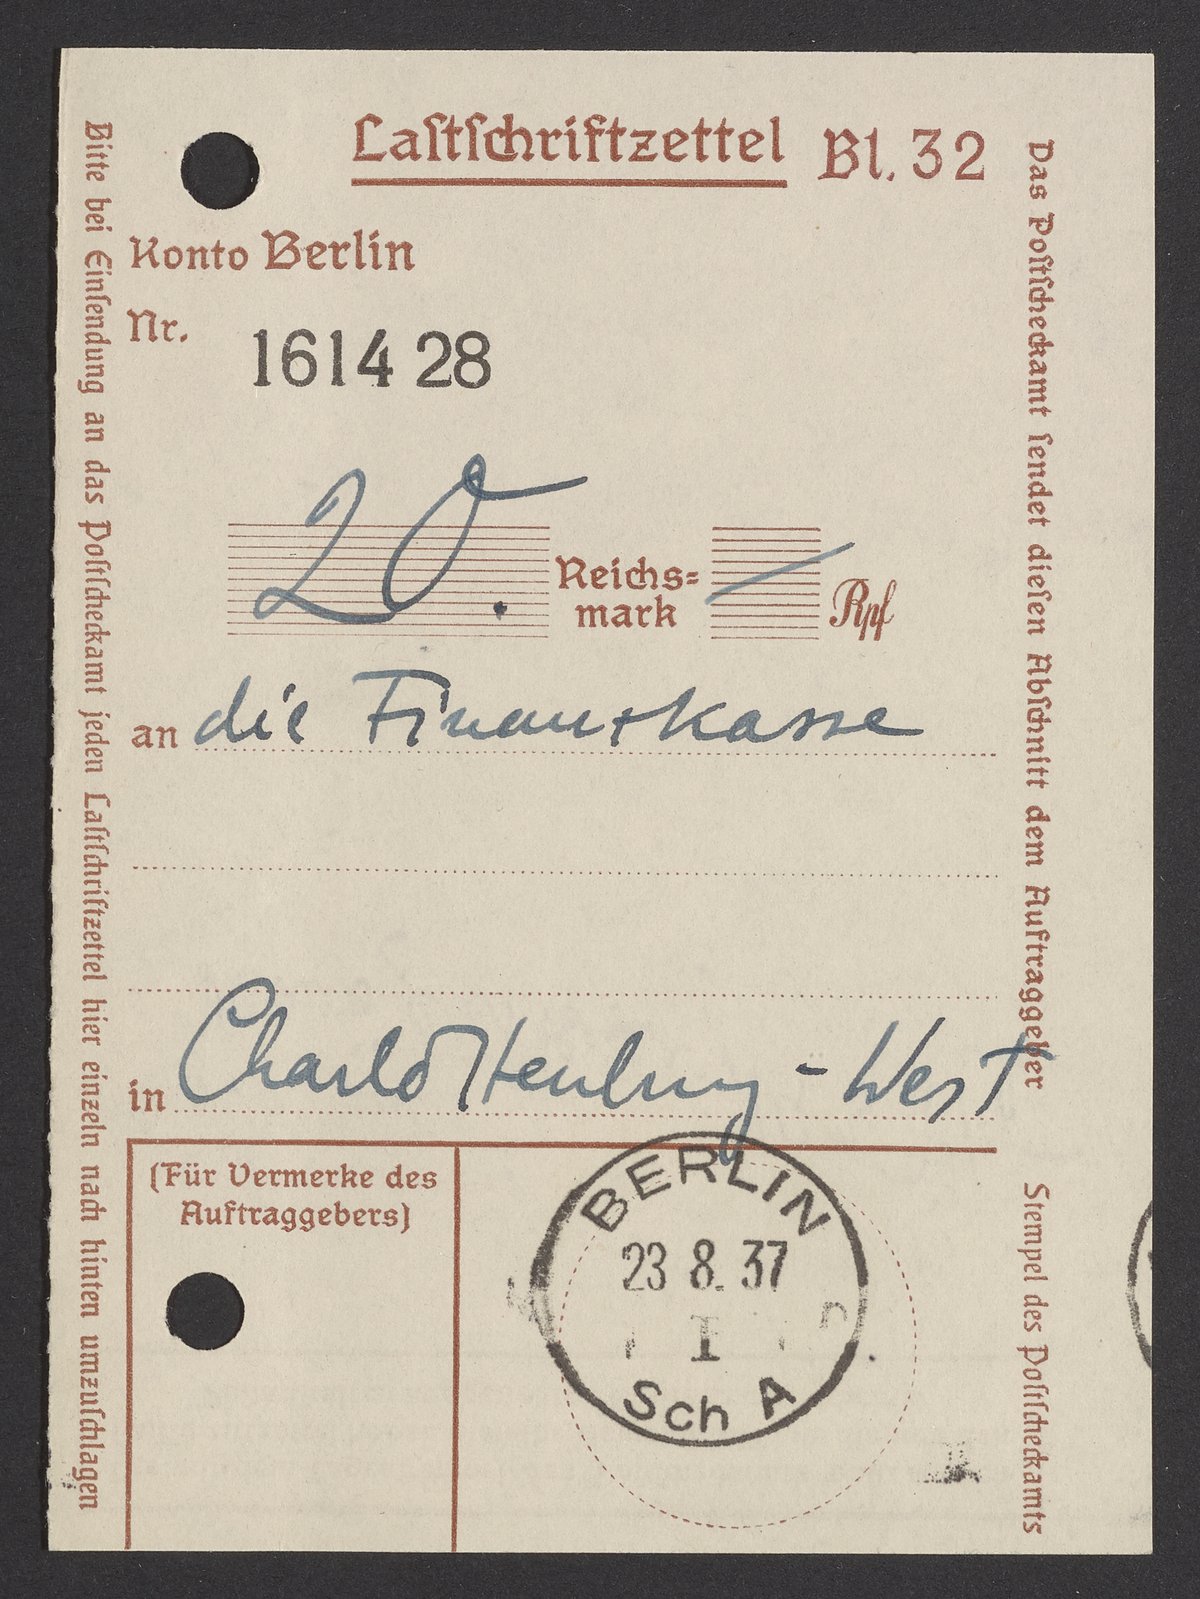 Laſtſchriftzettel Bl. 32
Konto Berlin
Nr. 1614 28
20. Reichs=
mark — Rpf
an die Finanzkasse
in Charlottenburg - West
(Für Vermerke des
Auftraggebers)
BERLIN
23 8. 37
I
Sch A
Bitte bei Einſendung an das Poſtſcheckamt jeden Laſtſchriftzettel hier einzeln nach hinten umzuſchlagen
Das Poſtſcheckamt ſendet dieſen Abſchnitt dem Auftraggeber
Stempel des Poſtſcheckamts